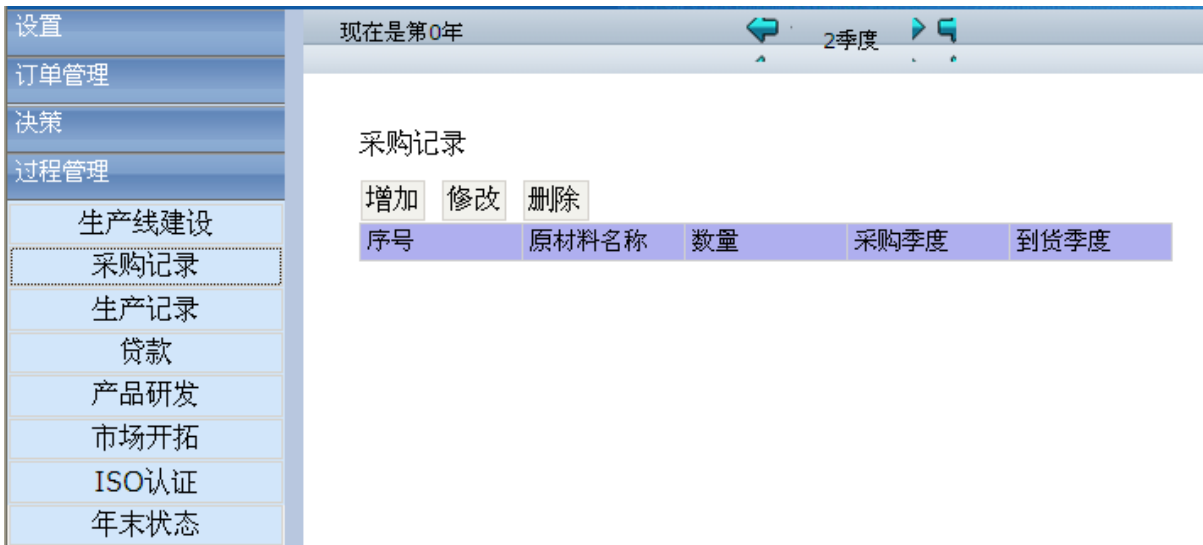 设置
订单管理
决策
过程管理
生产线建设
采购记录
生产记录
贷款
产品研发
市场开拓
ISO认证
年末状态
现在是第0年 2季度
采购记录
增加 修改 删除
序号 原材料名称 数量 采购季度 到货季度